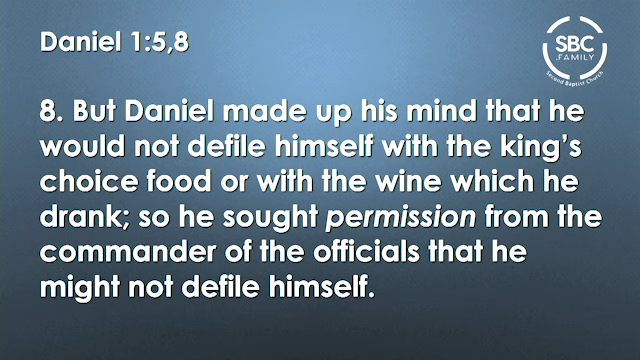 Daniel 1:5,8
SBC
.FAMILY
Second Baptist Church
8. But Daniel made up his mind that he
would not defile himself with the king’s
choice food or with the wine which he
drank; so he sought permission from the
commander of the officials that he
might not defile himself.